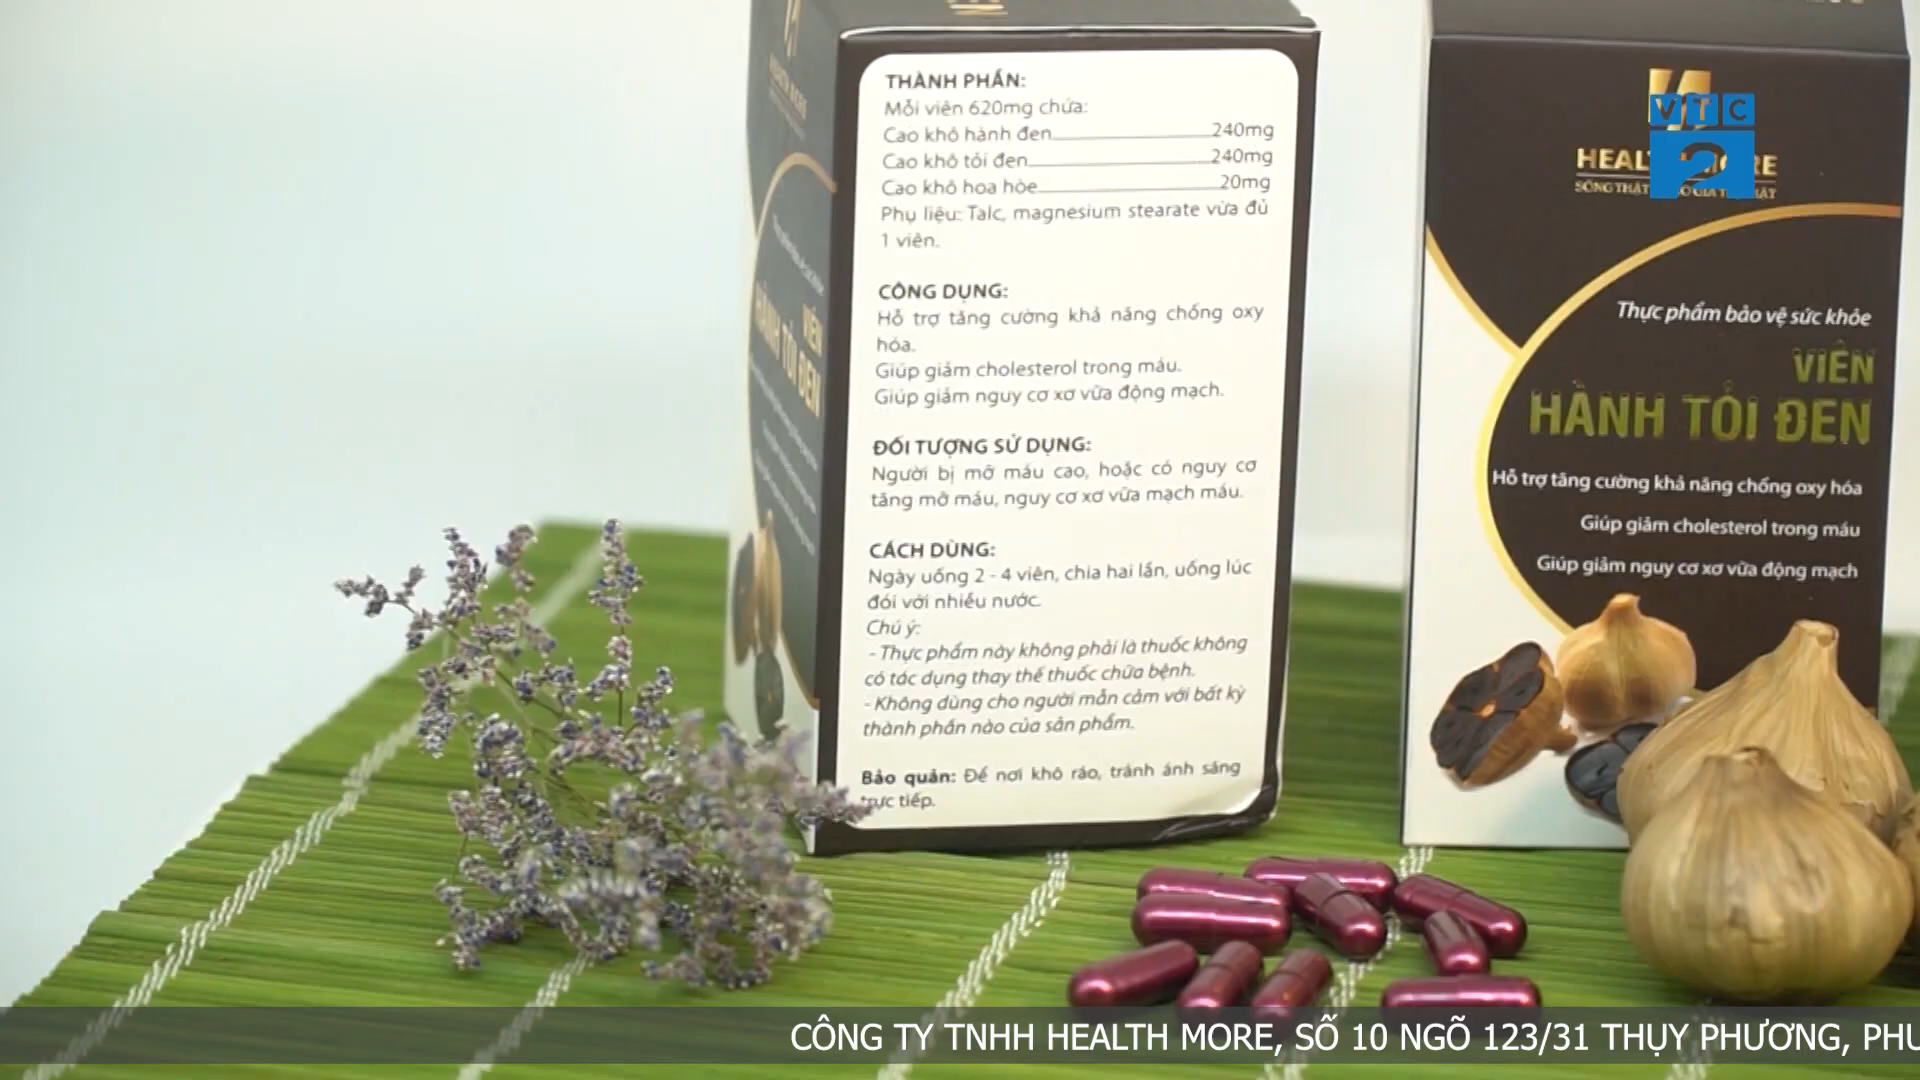 THÀNH PHẦN:
Mỗi viên 620mg chứa:
Cao khô hành đen 240mg
Cao khô tỏi đen 240mg
Cao khô hoa hòe 20mg
Phụ liệu: Talc, magnesium stearate vừa đủ
1 viên.
CÔNG DỤNG:
Hỗ trợ tăng cường khả năng chống oxy
hóa.
Giúp giảm cholesterol trong máu.
Giúp giảm nguy cơ xơ vữa động mạch.
ĐỐI TƯỢNG SỬ DỤNG:
Người bị mỡ máu cao, hoặc có nguy cơ
tăng mỡ máu, nguy cơ xơ vữa mạch máu.
CÁCH DÙNG:
Ngày uống 2 - 4 viên, chia hai lần, uống lúc
đói với nhiều nước.
Chú ý:
- Thực phẩm này không phải là thuốc không
có tác dụng thay thế thuốc chữa bệnh.
- Không dùng cho người mẫn cảm với bất kỳ
thành phần nào của sản phẩm.
Bảo quản: Để nơi khô ráo, tránh ánh sáng
trực tiếp.
VIÊN
HÀNH TỎI ĐEN
VTC
2
HEALTH MORE
SỐNG THẬT
Thực phẩm bảo vệ sức khỏe
VIÊN
HÀNH TỎI ĐEN
Hỗ trợ tăng cường khả năng chống oxy hóa
Giúp giảm cholesterol trong máu
Giúp giảm nguy cơ xơ vữa động mạch
CÔNG TY TNHH HEALTH MORE, SỐ 10 NGÕ 123/31 THỤY PHƯƠNG, PHƯ